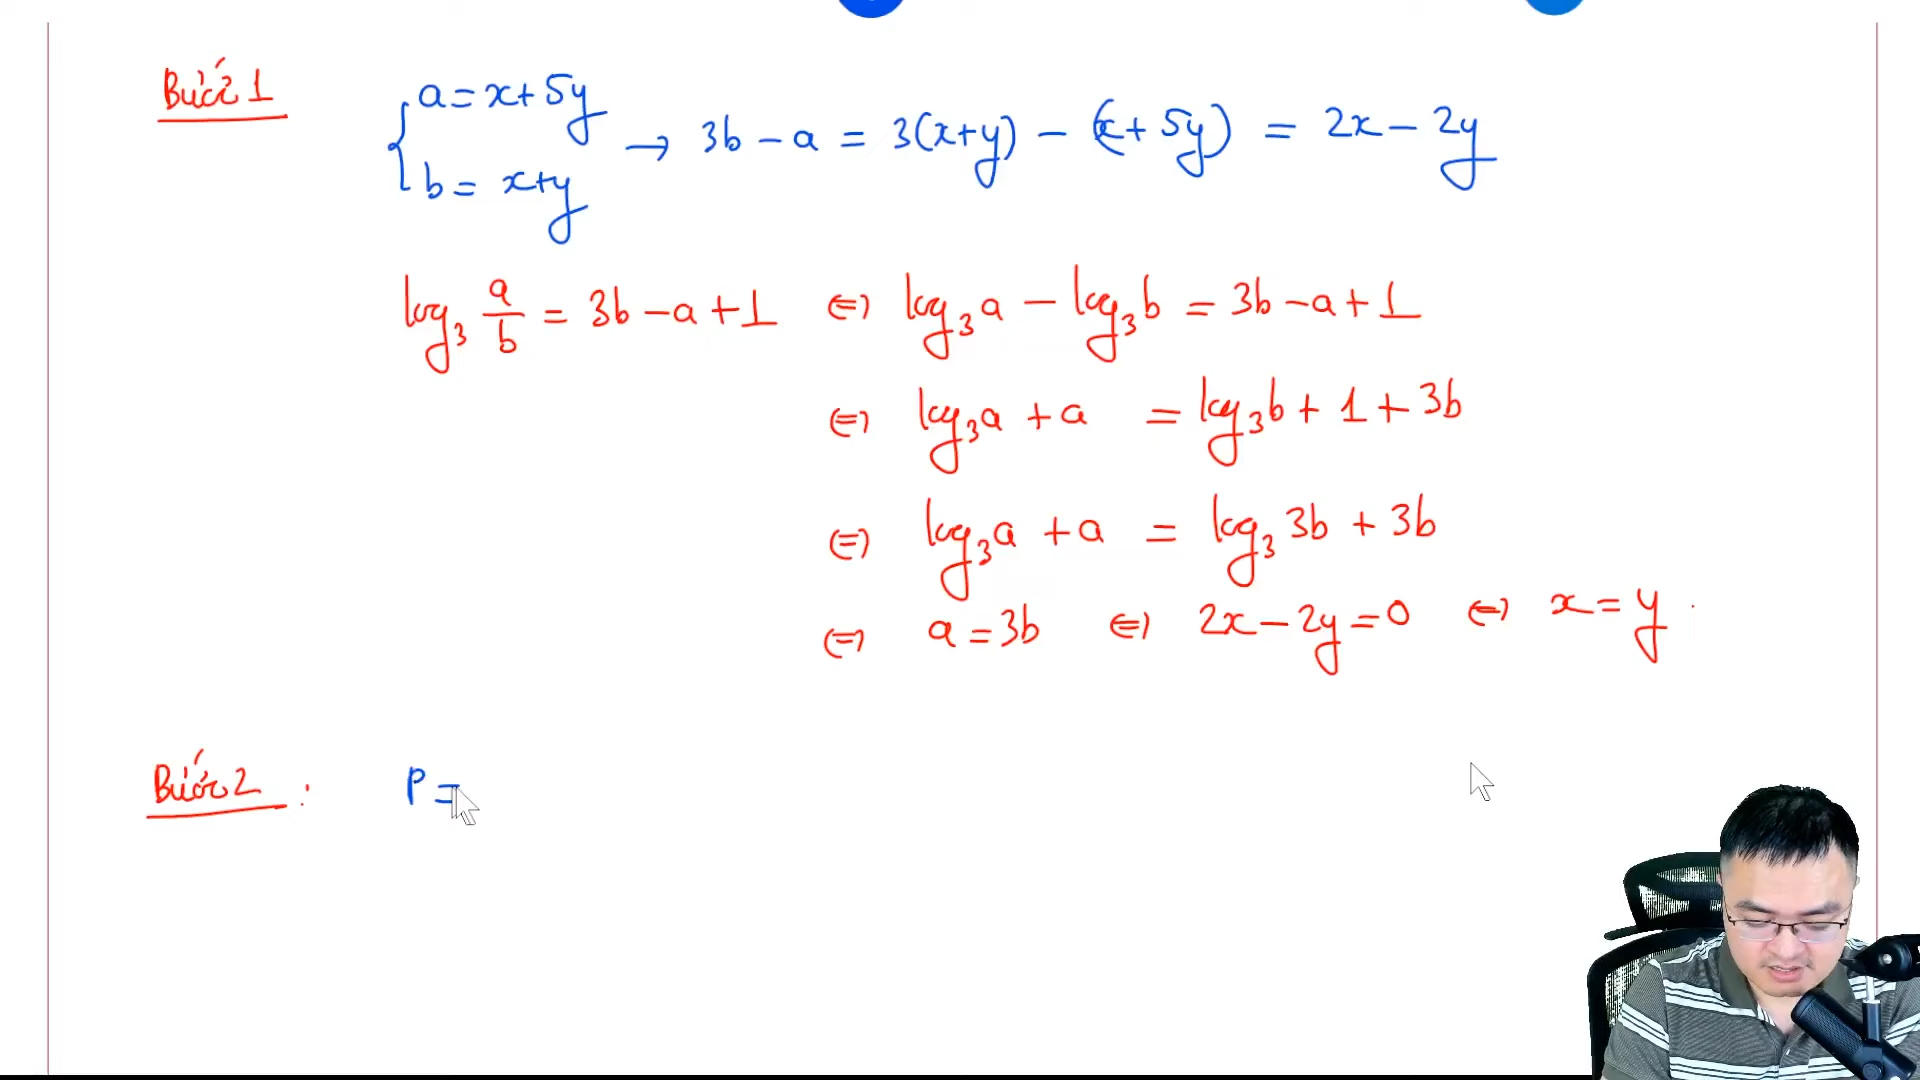 Bước 1
{ a = x + 5y
b = x + y → 3b - a = 3(x+y) - (x + 5y) = 2x - 2y
log₃ a/b = 3b - a + 1 ⇔ log₃a - log₃b = 3b - a + 1
⇔ log₃a + a = log₃b + 1 + 3b
⇔ log₃a + a = log₃3b + 3b
⇔ a = 3b ⇔ 2x - 2y = 0 ⇔ x = y
Bước 2 : P =